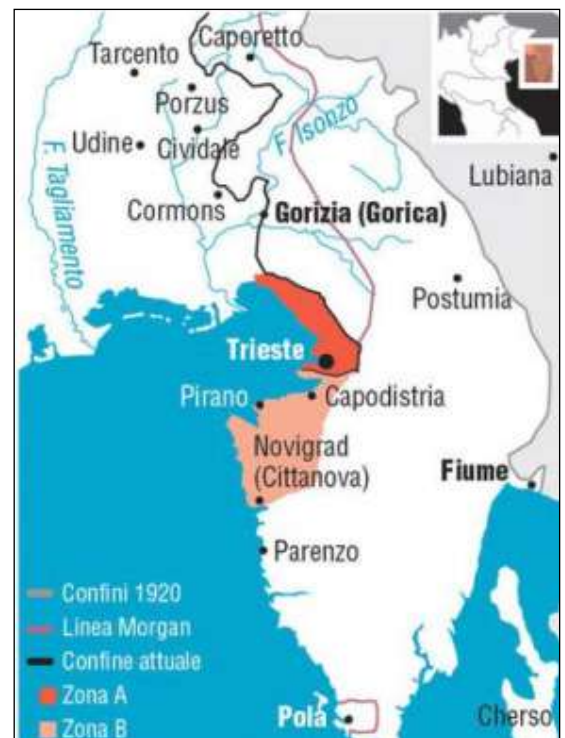 Caporetto
Tarcento
Porzus
F. Isonzo
Udine
Cividale
Lubiana
F. Tagliamento
Cormons
Gorizia (Gorica)
Postumia
Trieste
Pirano
Capodistria
Novigrad
(Cittanova)
Fiume
Parenzo
Confini 1920
Linea Morgan
Confine attuale
Zona A
Zona B
Pola
Cherso